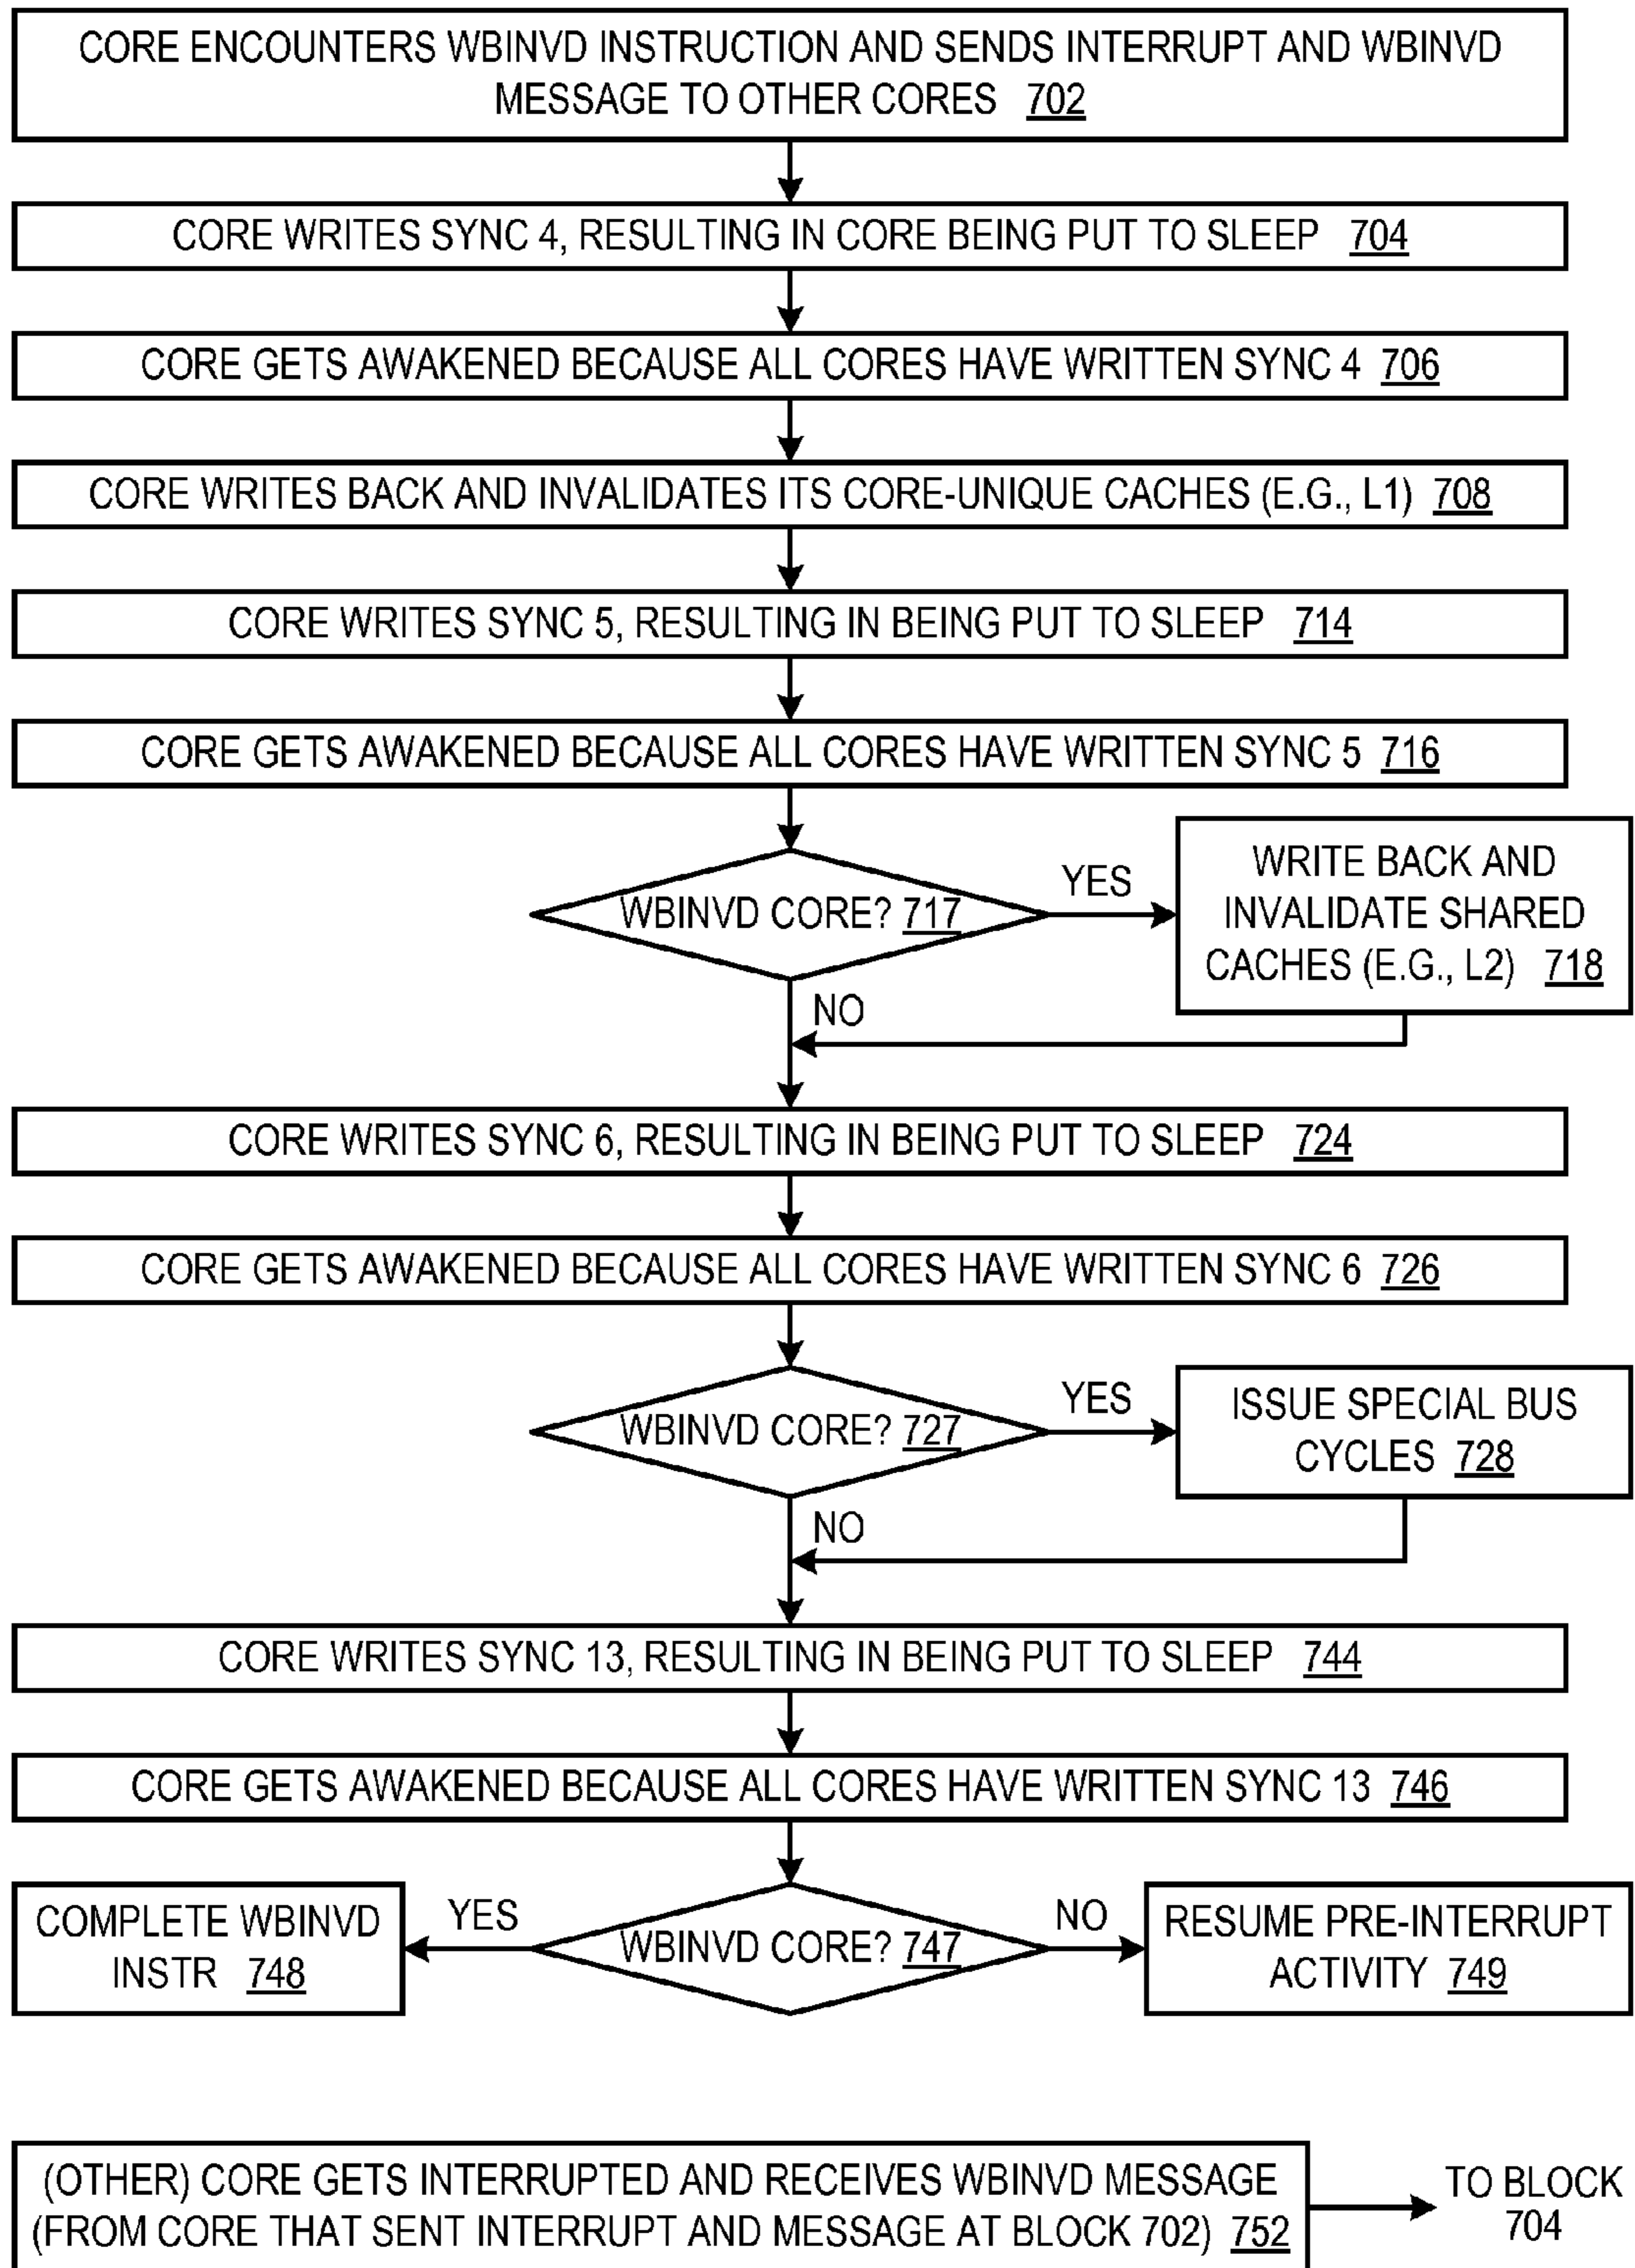 CORE ENCOUNTERS WBINVD INSTRUCTION AND SENDS INTERRUPT AND WBINVD
MESSAGE TO OTHER CORES 702
CORE WRITES SYNC 4, RESULTING IN CORE BEING PUT TO SLEEP 704
CORE GETS AWAKENED BECAUSE ALL CORES HAVE WRITTEN SYNC 4 706
CORE WRITES BACK AND INVALIDATES ITS CORE-UNIQUE CACHES (E.G., L1) 708
CORE WRITES SYNC 5, RESULTING IN BEING PUT TO SLEEP 714
CORE GETS AWAKENED BECAUSE ALL CORES HAVE WRITTEN SYNC 5 716
WBINVD CORE? 717
YES
WRITE BACK AND
INVALIDATE SHARED
CACHES (E.G., L2) 718
NO
CORE WRITES SYNC 6, RESULTING IN BEING PUT TO SLEEP 724
CORE GETS AWAKENED BECAUSE ALL CORES HAVE WRITTEN SYNC 6 726
WBINVD CORE? 727
YES
ISSUE SPECIAL BUS
CYCLES 728
NO
CORE WRITES SYNC 13, RESULTING IN BEING PUT TO SLEEP 744
CORE GETS AWAKENED BECAUSE ALL CORES HAVE WRITTEN SYNC 13 746
COMPLETE WBINVD
INSTR 748
YES
WBINVD CORE? 747
NO
RESUME PRE-INTERRUPT
ACTIVITY 749
(OTHER) CORE GETS INTERRUPTED AND RECEIVES WBINVD MESSAGE
(FROM CORE THAT SENT INTERRUPT AND MESSAGE AT BLOCK 702) 752
TO BLOCK
704